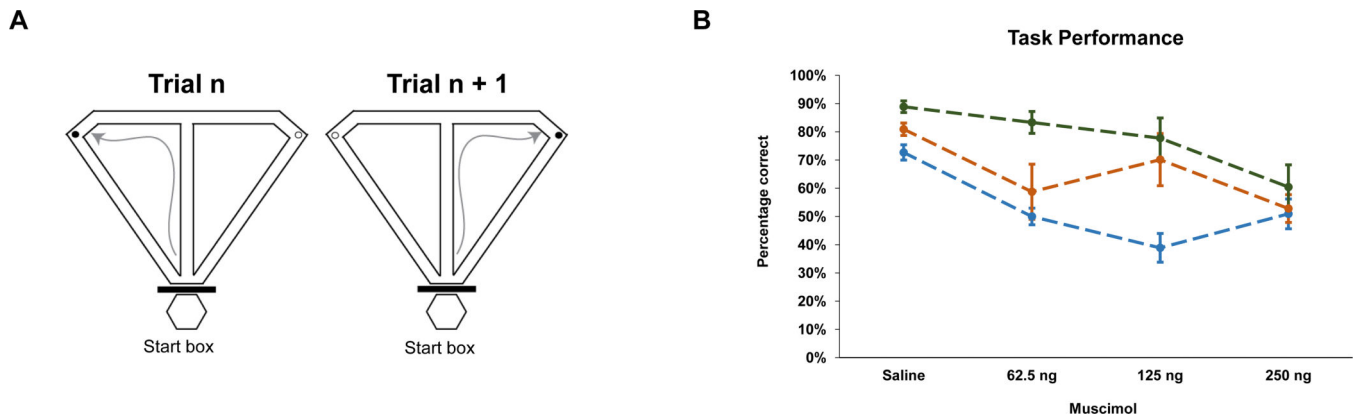 A
Trial n
Trial n + 1
Start box
Start box
B
Task Performance
Percentage correct
100%
90%
80%
70%
60%
50%
40%
30%
20%
10%
0%
Saline
62.5 ng
125 ng
250 ng
Muscimol